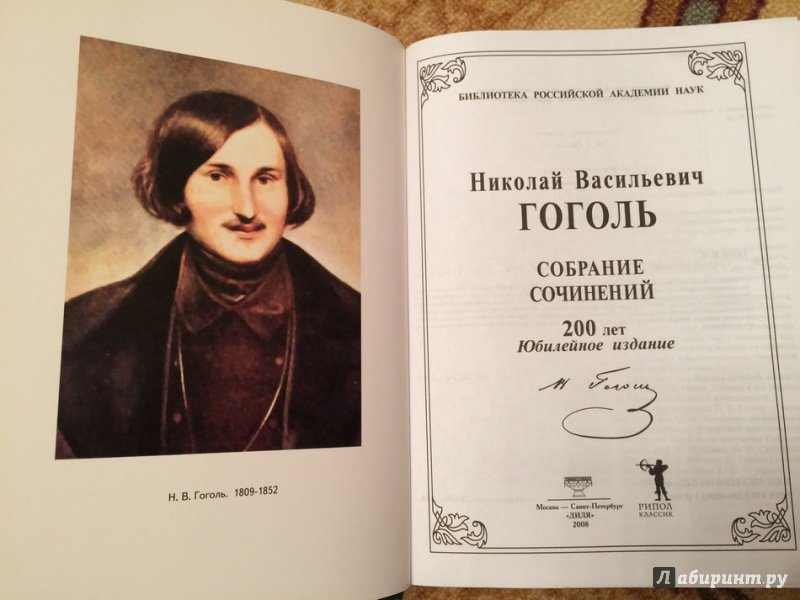 Н. В. Гоголь. 1809-1852
БИБЛИОТЕКА РОССИЙСКОЙ АКАДЕМИИ НАУК
Николай Васильевич
ГОГОЛЬ
СОБРАНИЕ
СОЧИНЕНИЙ
200 лет
Юбилейное издание
Н Гоголь
Москва — Санкт-Петербург
«ДИЛЯ»
2008
РИПОЛ
КЛАССИК
Лабиринт.ру